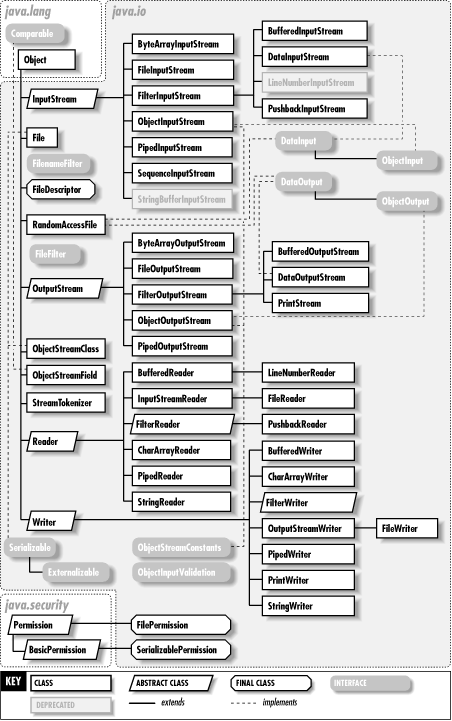 java.lang
java.io
Comparable
Object
InputStream
ByteArrayInputStream
FileInputStream
FilterInputStream
ObjectInputStream
PipedInputStream
SequenceInputStream
StringBufferInputStream
BufferedInputStream
DataInputStream
LineNumberInputStream
PushbackInputStream
File
FilenameFilter
FileDescriptor
RandomAccessFile
FileFilter
DataInput
ObjectInput
DataOutput
ObjectOutput
OutputStream
ByteArrayOutputStream
FileOutputStream
FilterOutputStream
ObjectOutputStream
PipedOutputStream
BufferedOutputStream
DataOutputStream
PrintStream
ObjectStreamClass
ObjectStreamField
StreamTokenizer
Reader
BufferedReader
LineNumberReader
InputStreamReader
FileReader
FilterReader
PushbackReader
CharArrayReader
PipedReader
StringReader
Writer
BufferedWriter
CharArrayWriter
FilterWriter
OutputStreamWriter
FileWriter
PipedWriter
PrintWriter
StringWriter
Serializable
Externalizable
ObjectStreamConstants
ObjectInputValidation
java.security
Permission
FilePermission
BasicPermission
SerializablePermission
KEY
CLASS
ABSTRACT CLASS
FINAL CLASS
INTERFACE
DEPRECATED
extends
implements